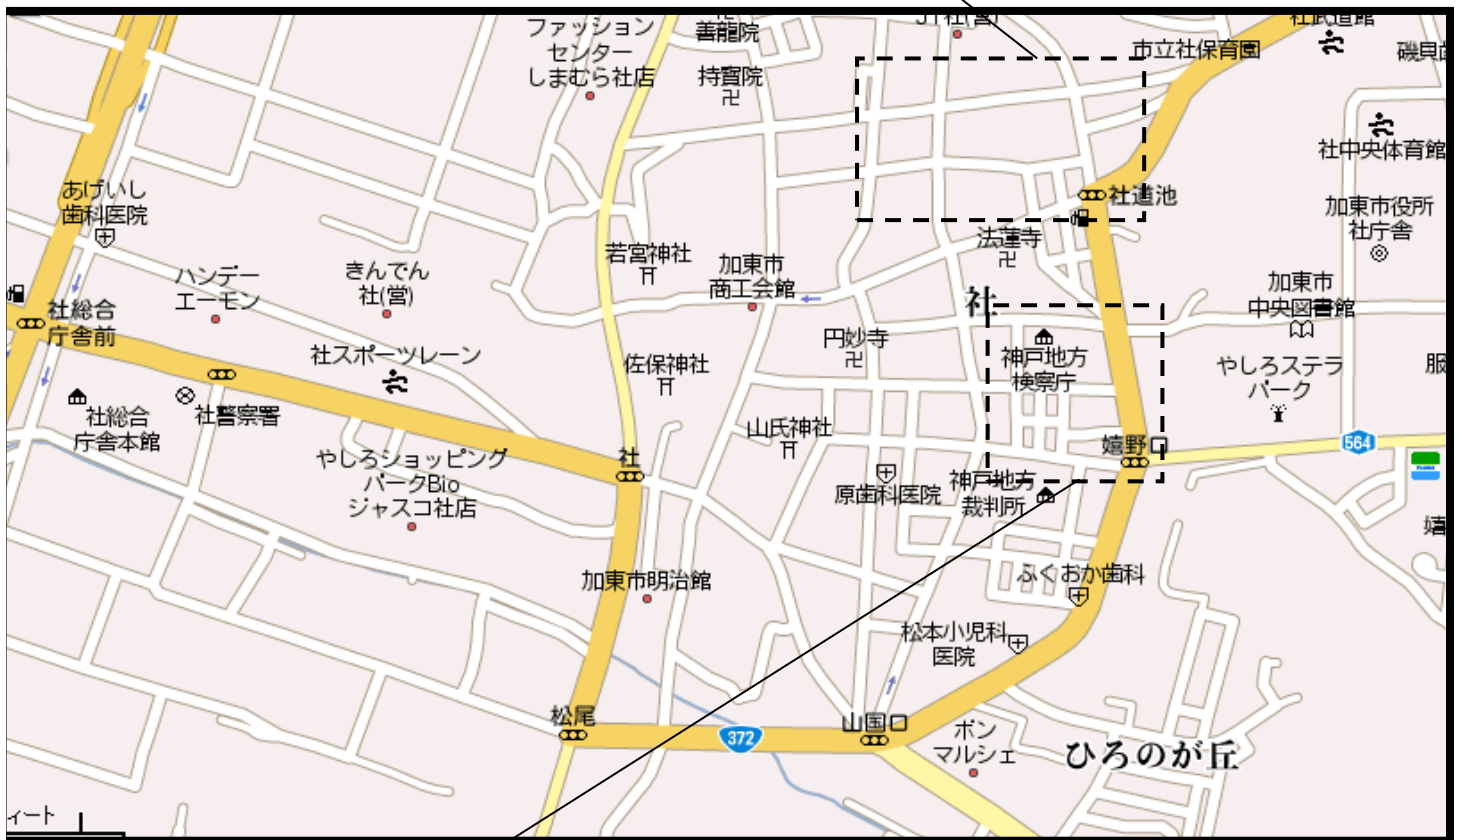 ファッション
センター
しまむら社店
善龍院
持寶院
卍
市立社保育園
社武道館
社中央体育館
あげいし
歯科医院
社道池
加東市役所
社庁舎
法蓮寺
卍
若宮神社
加東市
商工会館
ハンデー
エーモン
きんでん
社(営)
加東市
中央図書館
社
社総合
庁舎前
円妙寺
卍
神戸地方
検察庁
社スポーツレーン
佐保神社
やしろステラ
パーク
社総合
庁舎本館
社警察署
山氏神社
嬉野口
564
やしろショッピング
パークBio
ジャスコ社店
社
原歯科医院
神戸地方
裁判所
加東市明治館
ふくおか歯科
松本小児科
医院
松尾
372
山国口
ボン
マルシェ
ひろのが丘
ィート